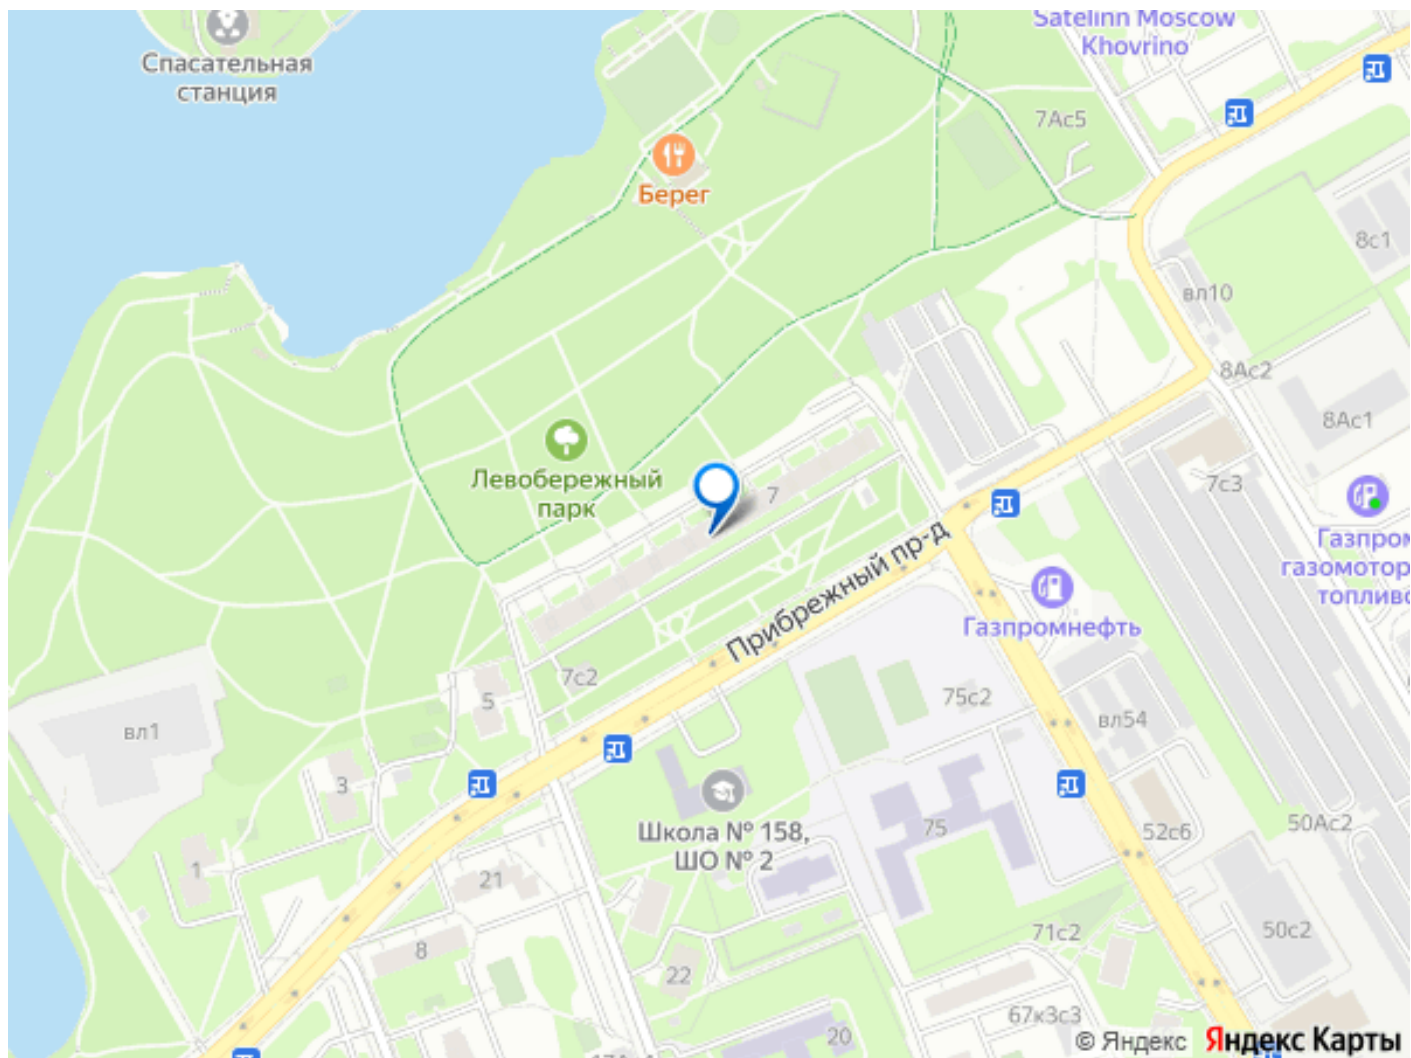 Satelinn Moscow
Khovrino
Спасательная
станция
7Ас5
Берег
8с1
вл10
8Ас2
8Ас1
Левобережный
парк
7
7с3
Газпром
газомотор
топливо
Прибрежный пр-д
Газпромнефть
7с2
5
75с2
вл54
вл1
3
Школа № 158,
ШО № 2
75
52с6
50Ас2
1
21
8
22
71с2
50с2
67к3с3
20
© Яндекс Яндекс Карты